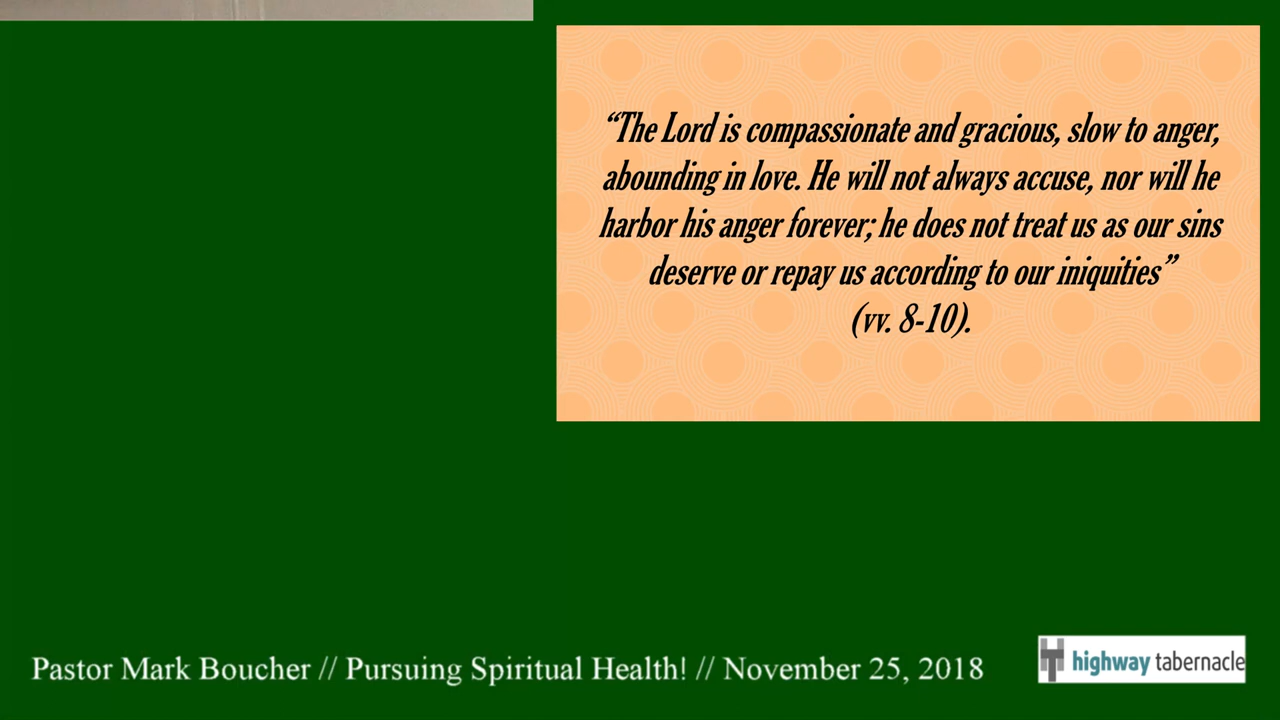 “The Lord is compassionate and gracious, slow to anger,
abounding in love. He will not always accuse, nor will he
harbor his anger forever; he does not treat us as our sins
deserve or repay us according to our iniquities”
(vv. 8-10).
Pastor Mark Boucher // Pursuing Spiritual Health! // November 25, 2018
highway tabernacle